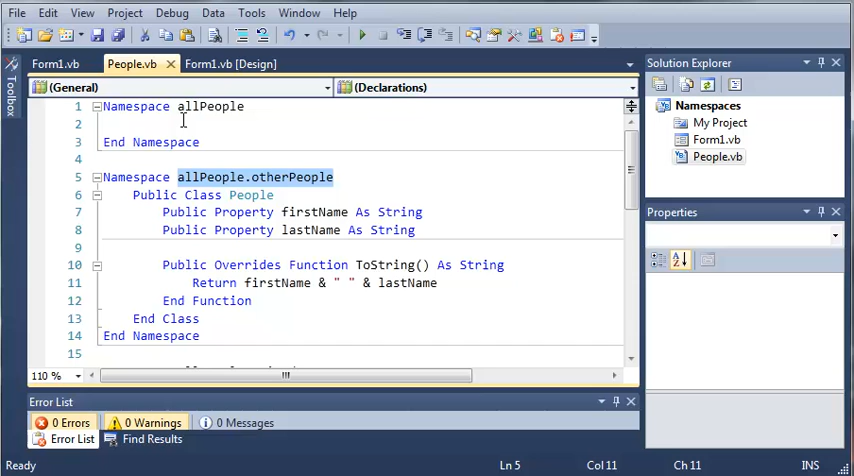 File Edit View Project Debug Data Tools Window Help
Form1.vb People.vb Form1.vb [Design]
(General) (Declarations)
1 Namespace allPeople
2
3 End Namespace
4
5 Namespace allPeople.otherPeople
6 Public Class People
7 Public Property firstName As String
8 Public Property lastName As String
9
10 Public Overrides Function ToString() As String
11 Return firstName & " " & lastName
12 End Function
13 End Class
14 End Namespace
15
110 %
Error List
0 Errors 0 Warnings 0 Messages
Error List Find Results
Ready Ln 5 Col 11 Ch 11 INS
Toolbox
Solution Explorer
Namespaces
My Project
Form1.vb
People.vb
Properties